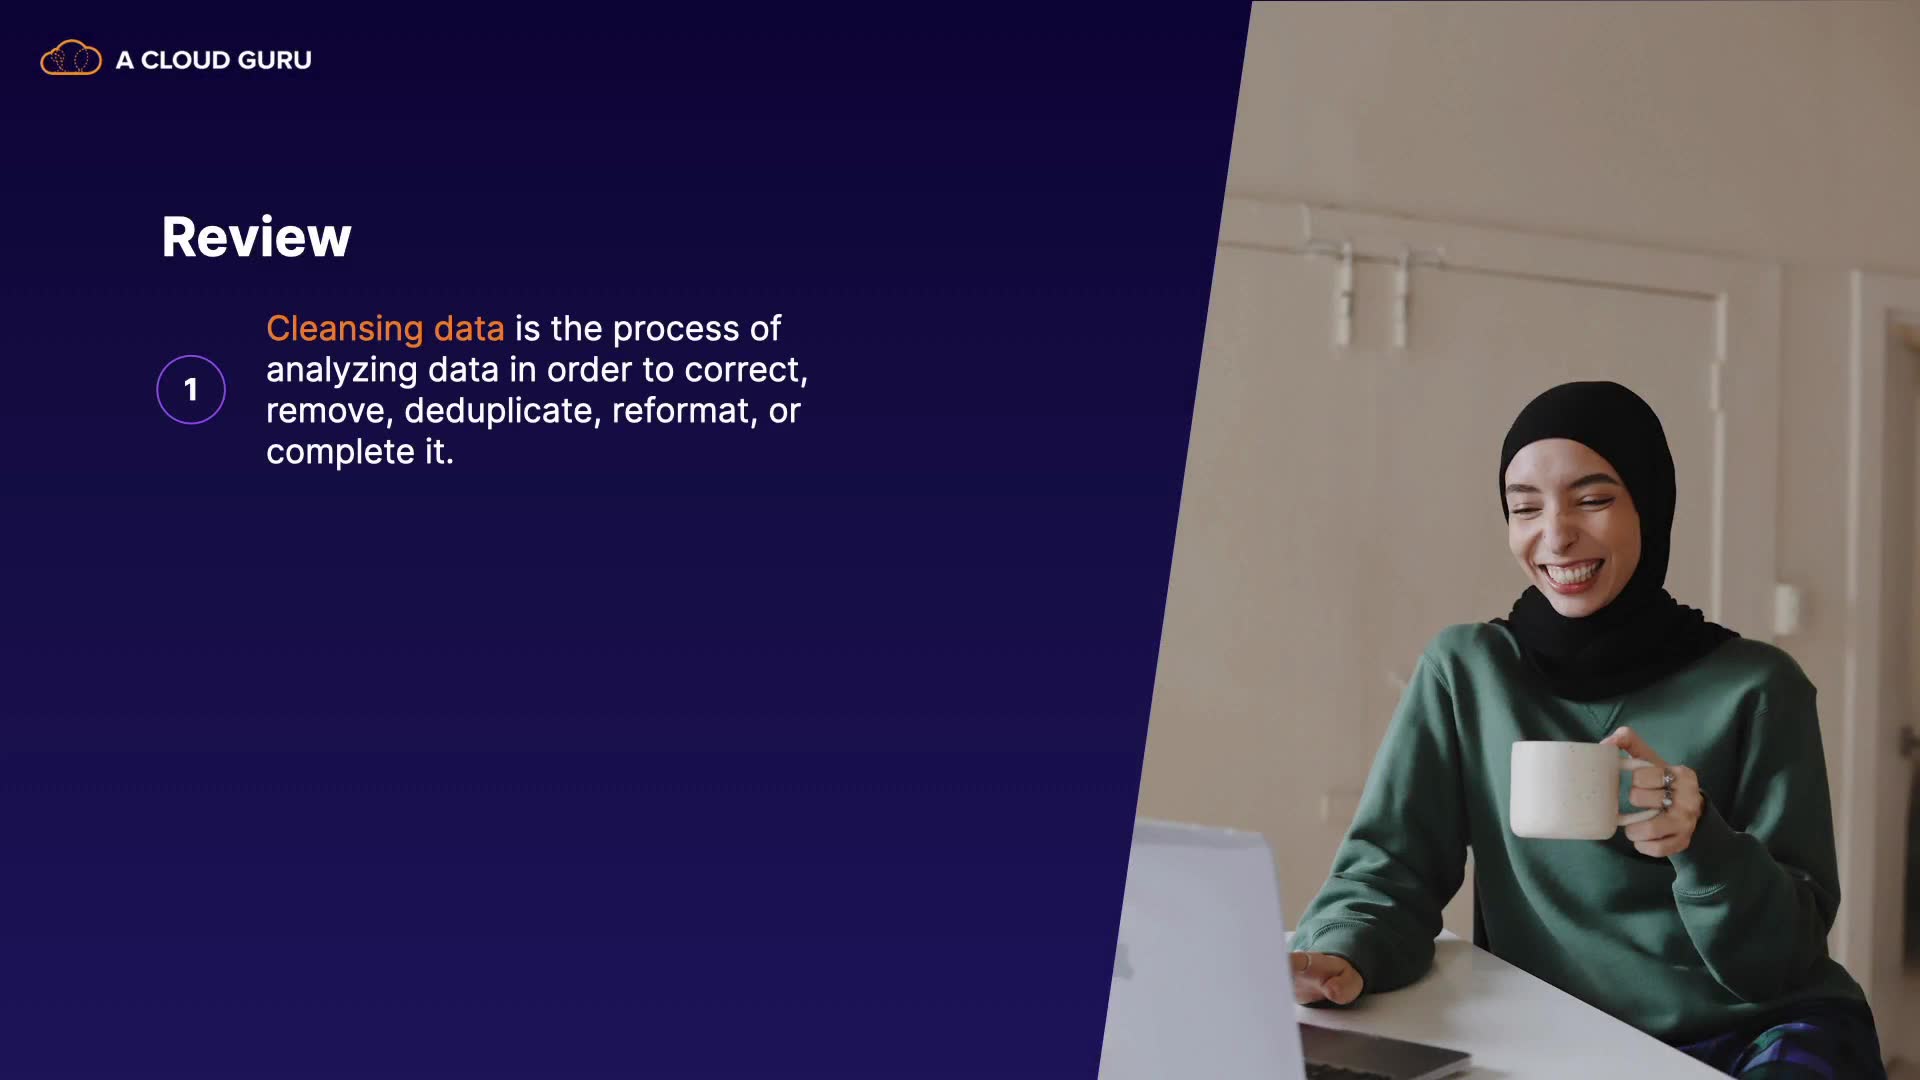 A CLOUD GURU
Review
1
Cleansing data is the process of
analyzing data in order to correct,
remove, deduplicate, reformat, or
complete it.